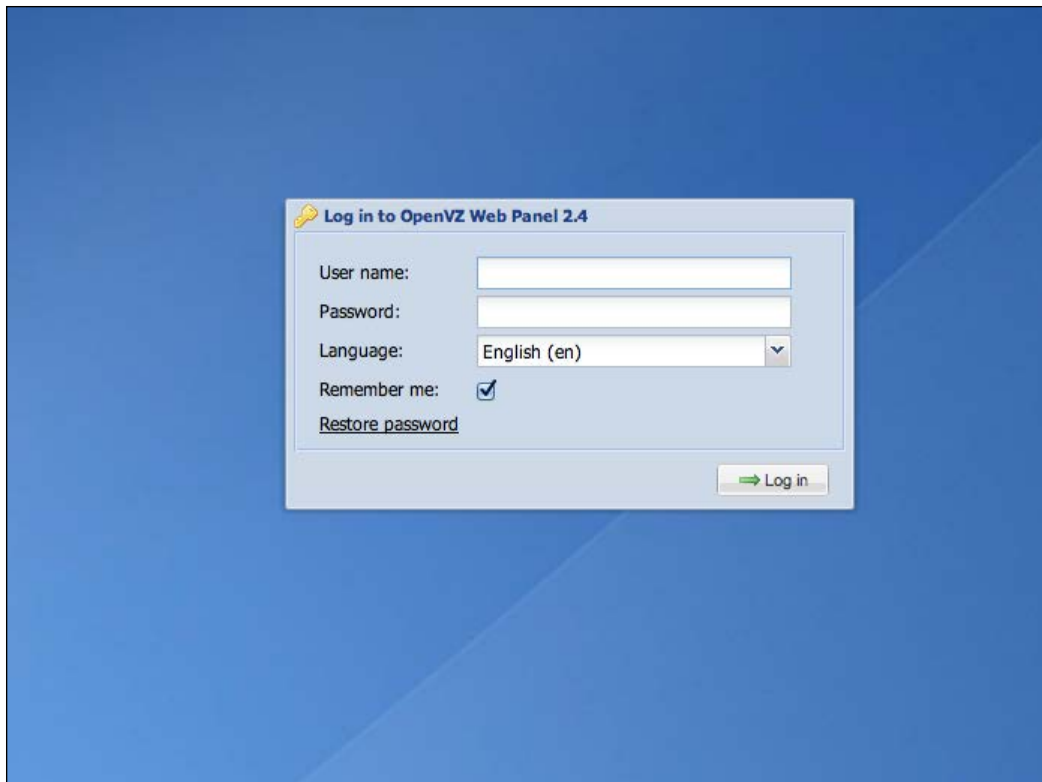 Log in to OpenVZ Web Panel 2.4
User name:
Password:
Language: English (en)
Remember me:
Restore password
Log in